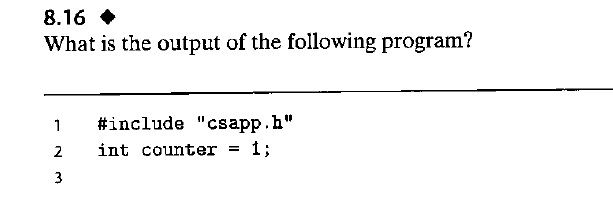 8.16 ◆
What is the output of the following program?
1 #include "csapp.h"
2 int counter = 1;
3